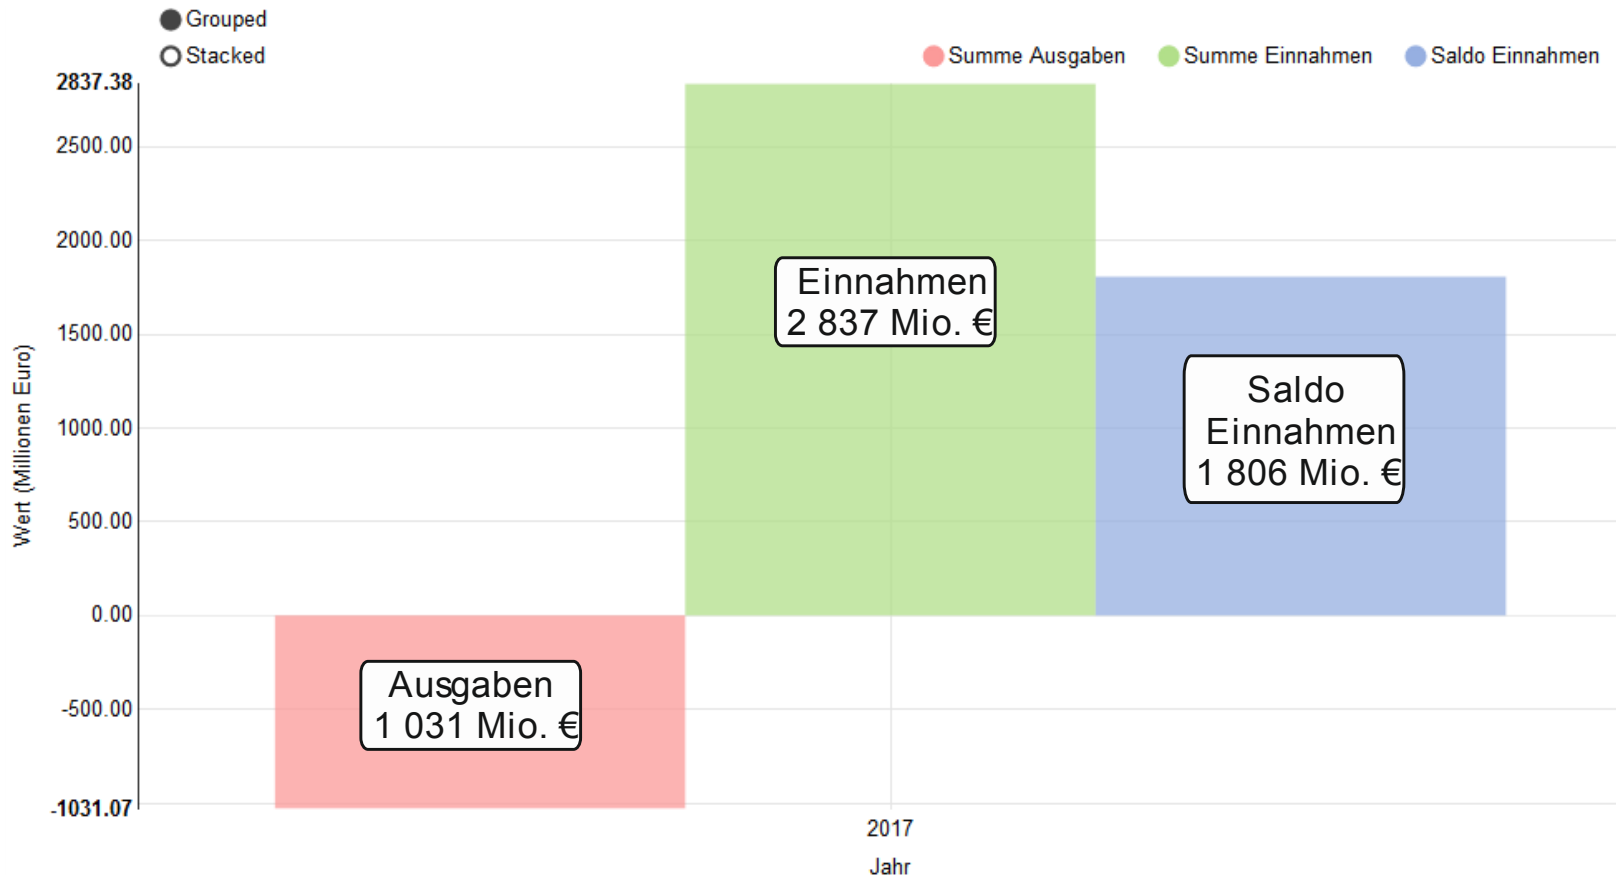 Grouped
Stacked
Summe Ausgaben
Summe Einnahmen
Saldo Einnahmen
2837.38
2500.00
2000.00
1500.00
1000.00
500.00
0.00
-500.00
-1031.07
Wert (Millionen Euro)
Einnahmen
2 837 Mio. €
Saldo
Einnahmen
1 806 Mio. €
Ausgaben
1 031 Mio. €
2017
Jahr